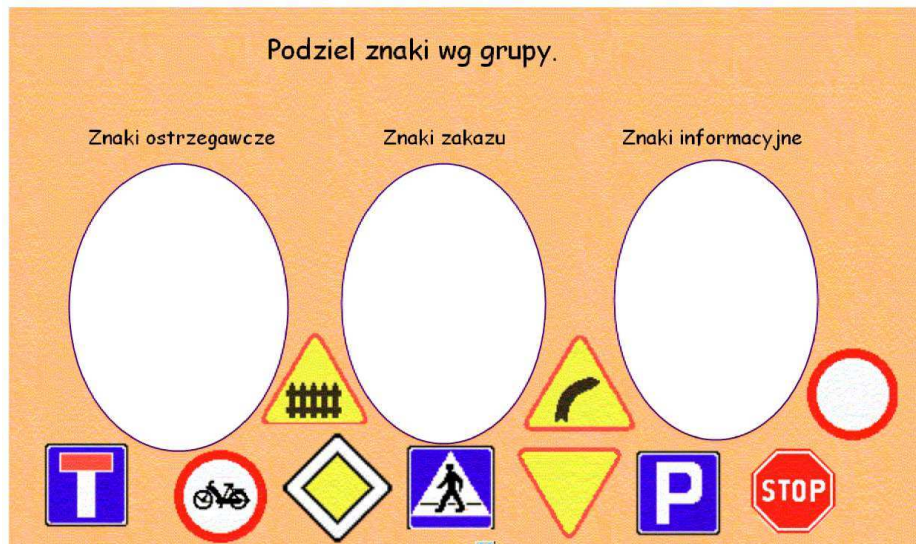 Podziel znaki wg grupy.
Znaki ostrzegawcze
Znaki zakazu
Znaki informacyjne
T
P
STOP